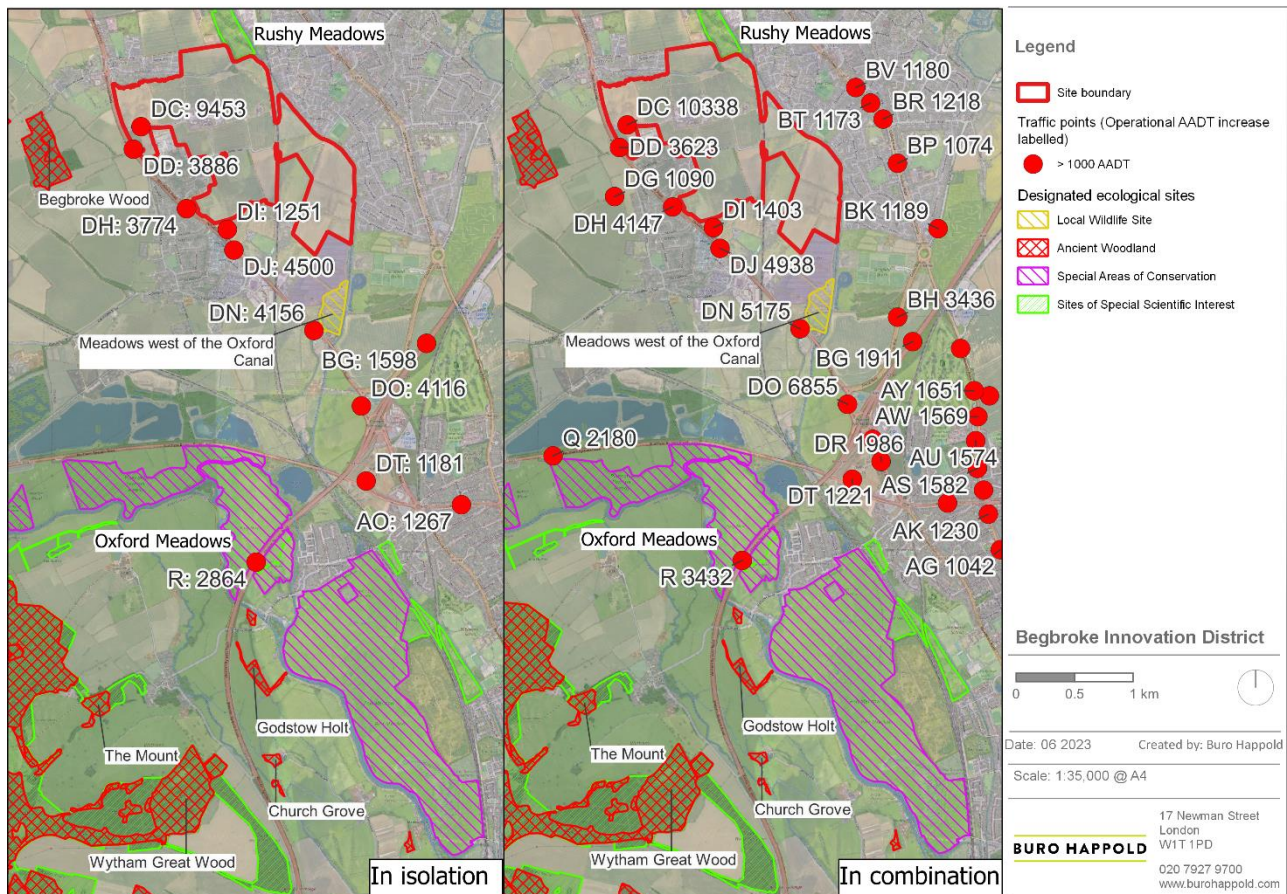 Rushy Meadows
DC: 9453
DD: 3886
Begbroke Wood
DI: 1251
DH: 3774
DJ: 4500
DN: 4156
Meadows west of the Oxford
Canal
BG: 1598
DO: 4116
DT: 1181
AO: 1267
Oxford Meadows
R: 2864
Godstow Holt
The Mount
Church Grove
Wytham Great Wood
In isolation
Rushy Meadows
BV 1180
DC 10338
BT 1173
BR 1218
DD 3623
BP 1074
DG 1090
DI 1403
BK 1189
DH 4147
DJ 4938
BH 3436
DN 5175
Meadows west of the Oxford
Canal
BG 1911
DO 6855
AY 1651
AW 1569
Q 2180
DR 1986
AU 1574
DT 1221
AS 1582
AK 1230
Oxford Meadows
AG 1042
R 3432
Godstow Holt
The Mount
Church Grove
Wytham Great Wood
In combination
Legend
Site boundary
Traffic points (Operational AADT increase
labelled)
> 1000 AADT
Designated ecological sites
Local Wildlife Site
Ancient Woodland
Special Areas of Conservation
Sites of Special Scientific Interest
Begbroke Innovation District
0 0.5 1 km
Date: 06 2023 Created by: Buro Happold
Scale: 1:35,000 @ A4
BURO HAPPOLD
17 Newman Street
London
W1T 1PD
020 7927 9700
www.burohappold.com